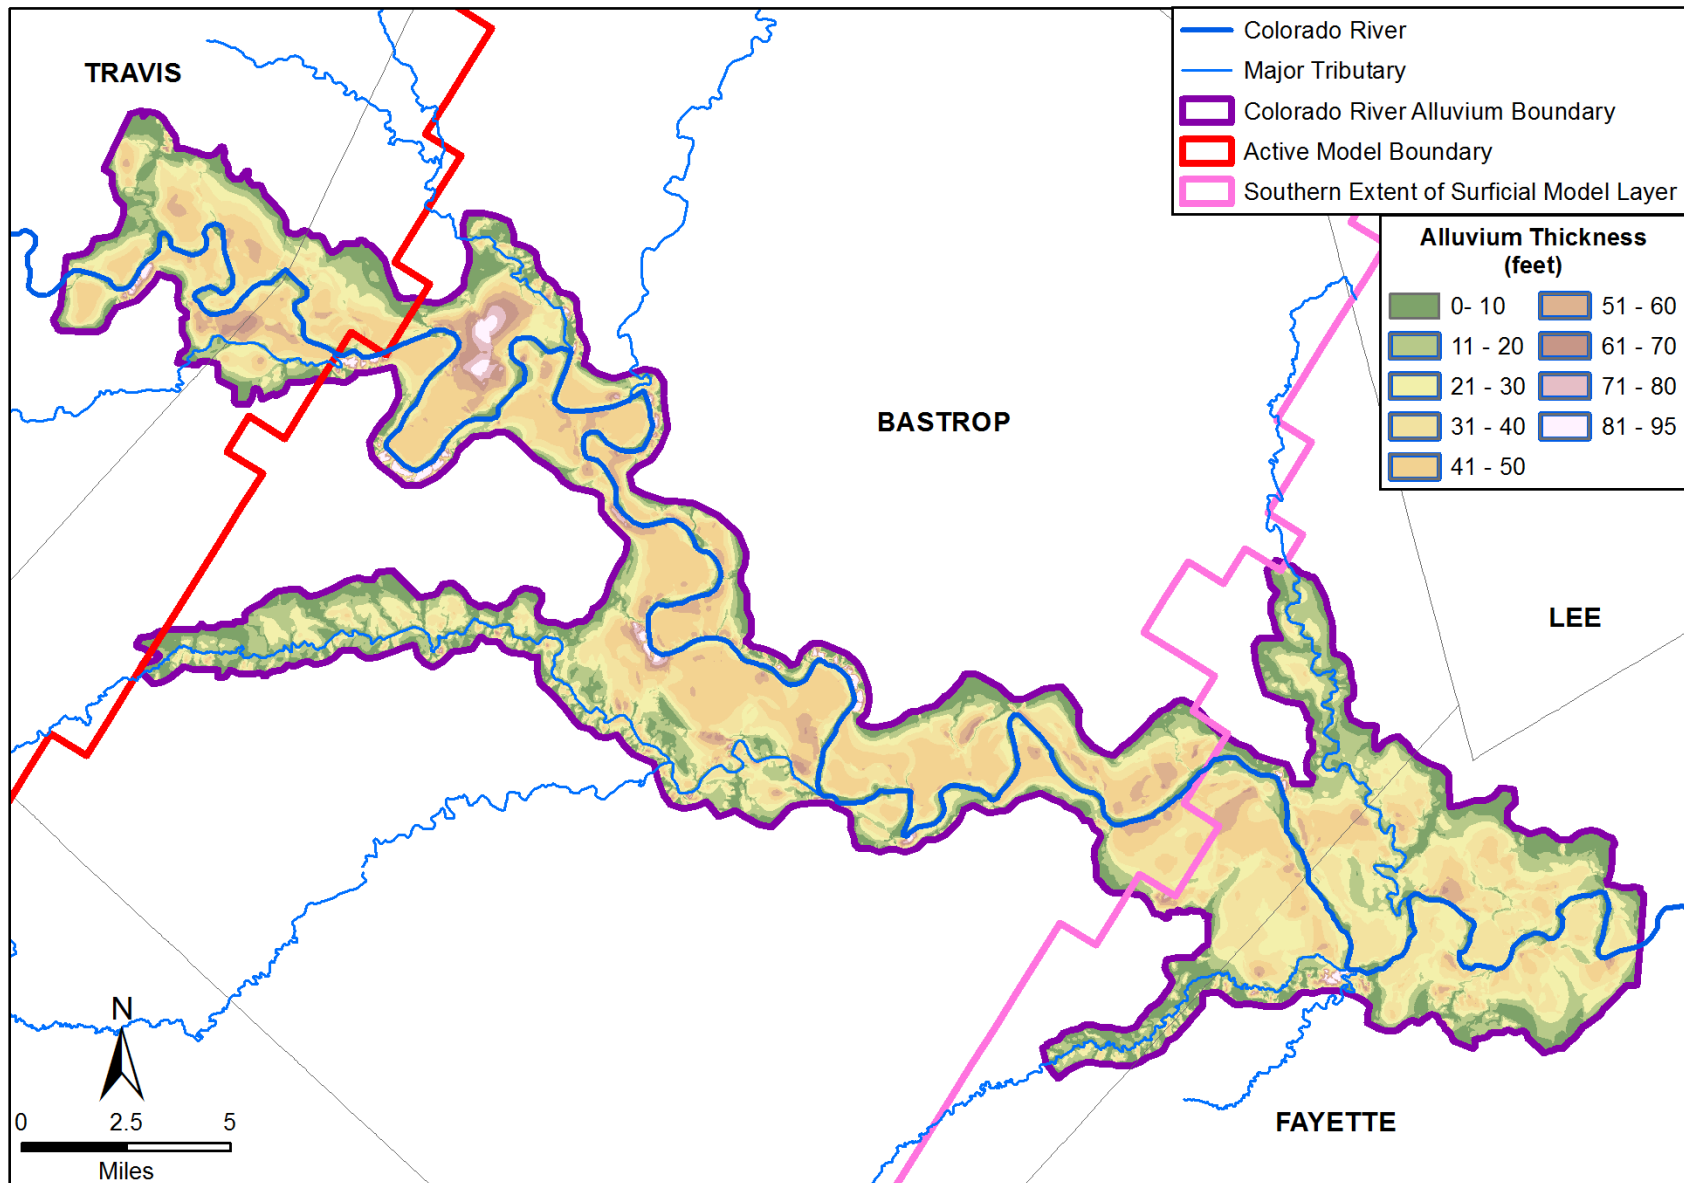 Colorado River
Major Tributary
Colorado River Alluvium Boundary
Active Model Boundary
Southern Extent of Surficial Model Layer
TRAVIS
Alluvium Thickness
(feet)
0- 10
51 - 60
11 - 20
61 - 70
21 - 30
71 - 80
31 - 40
81 - 95
41 - 50
BASTROP
LEE
N
0 2.5 5
Miles
FAYETTE